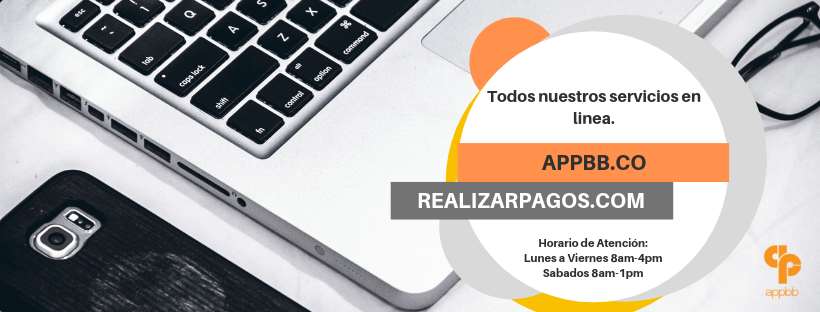 esc
tab
Q
A
S
Z
X
⌘
command
caps lock
shift
alt
option
control
fn
Todos nuestros servicios en
linea.
APPBB.CO
REALIZARPAGOS.COM
Horario de Atención:
Lunes a Viernes 8am-4pm
Sabados 8am-1pm
appbb